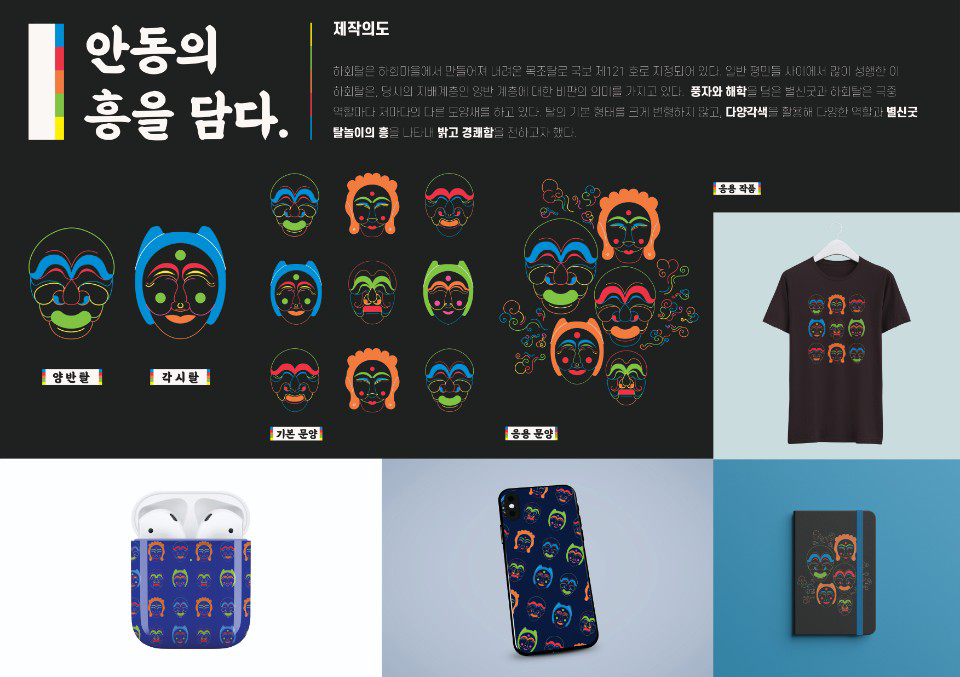 안동의
흥을 담다.
제작의도
하회탈은 하회마을에서 만들어져 내려온 목조탈로 국보 제121 호로 지정되어 있다. 일반 평민들 사이에서 많이 성행한 이
하회탈은, 당시의 지배계층인 양반 계층에 대한 비판의 의미를 가지고 있다. 풍자와 해학을 담은 별신굿과 하회탈은 극중
역할마다 저마다의 다른 모양새를 하고 있다. 탈의 기본 형태를 크게 변형하지 않고, 다양각색을 활용해 다양한 역할과 별신굿
탈놀이의 흥을 나타내 밝고 경쾌함을 전하고자 했다.
응용 작품
양반탈
각시탈
기본 문양
응용 문양